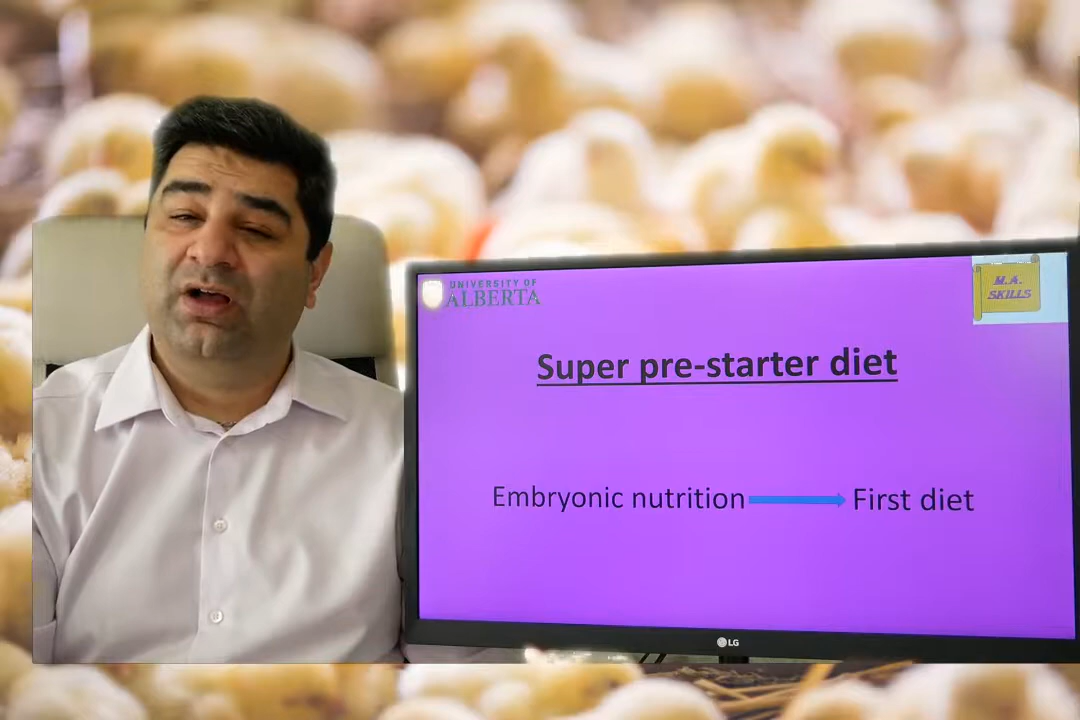 UNIVERSITY OF
ALBERTA
M.A.
SKILLS
Super pre-starter diet
Embryonic nutrition
First diet
LG